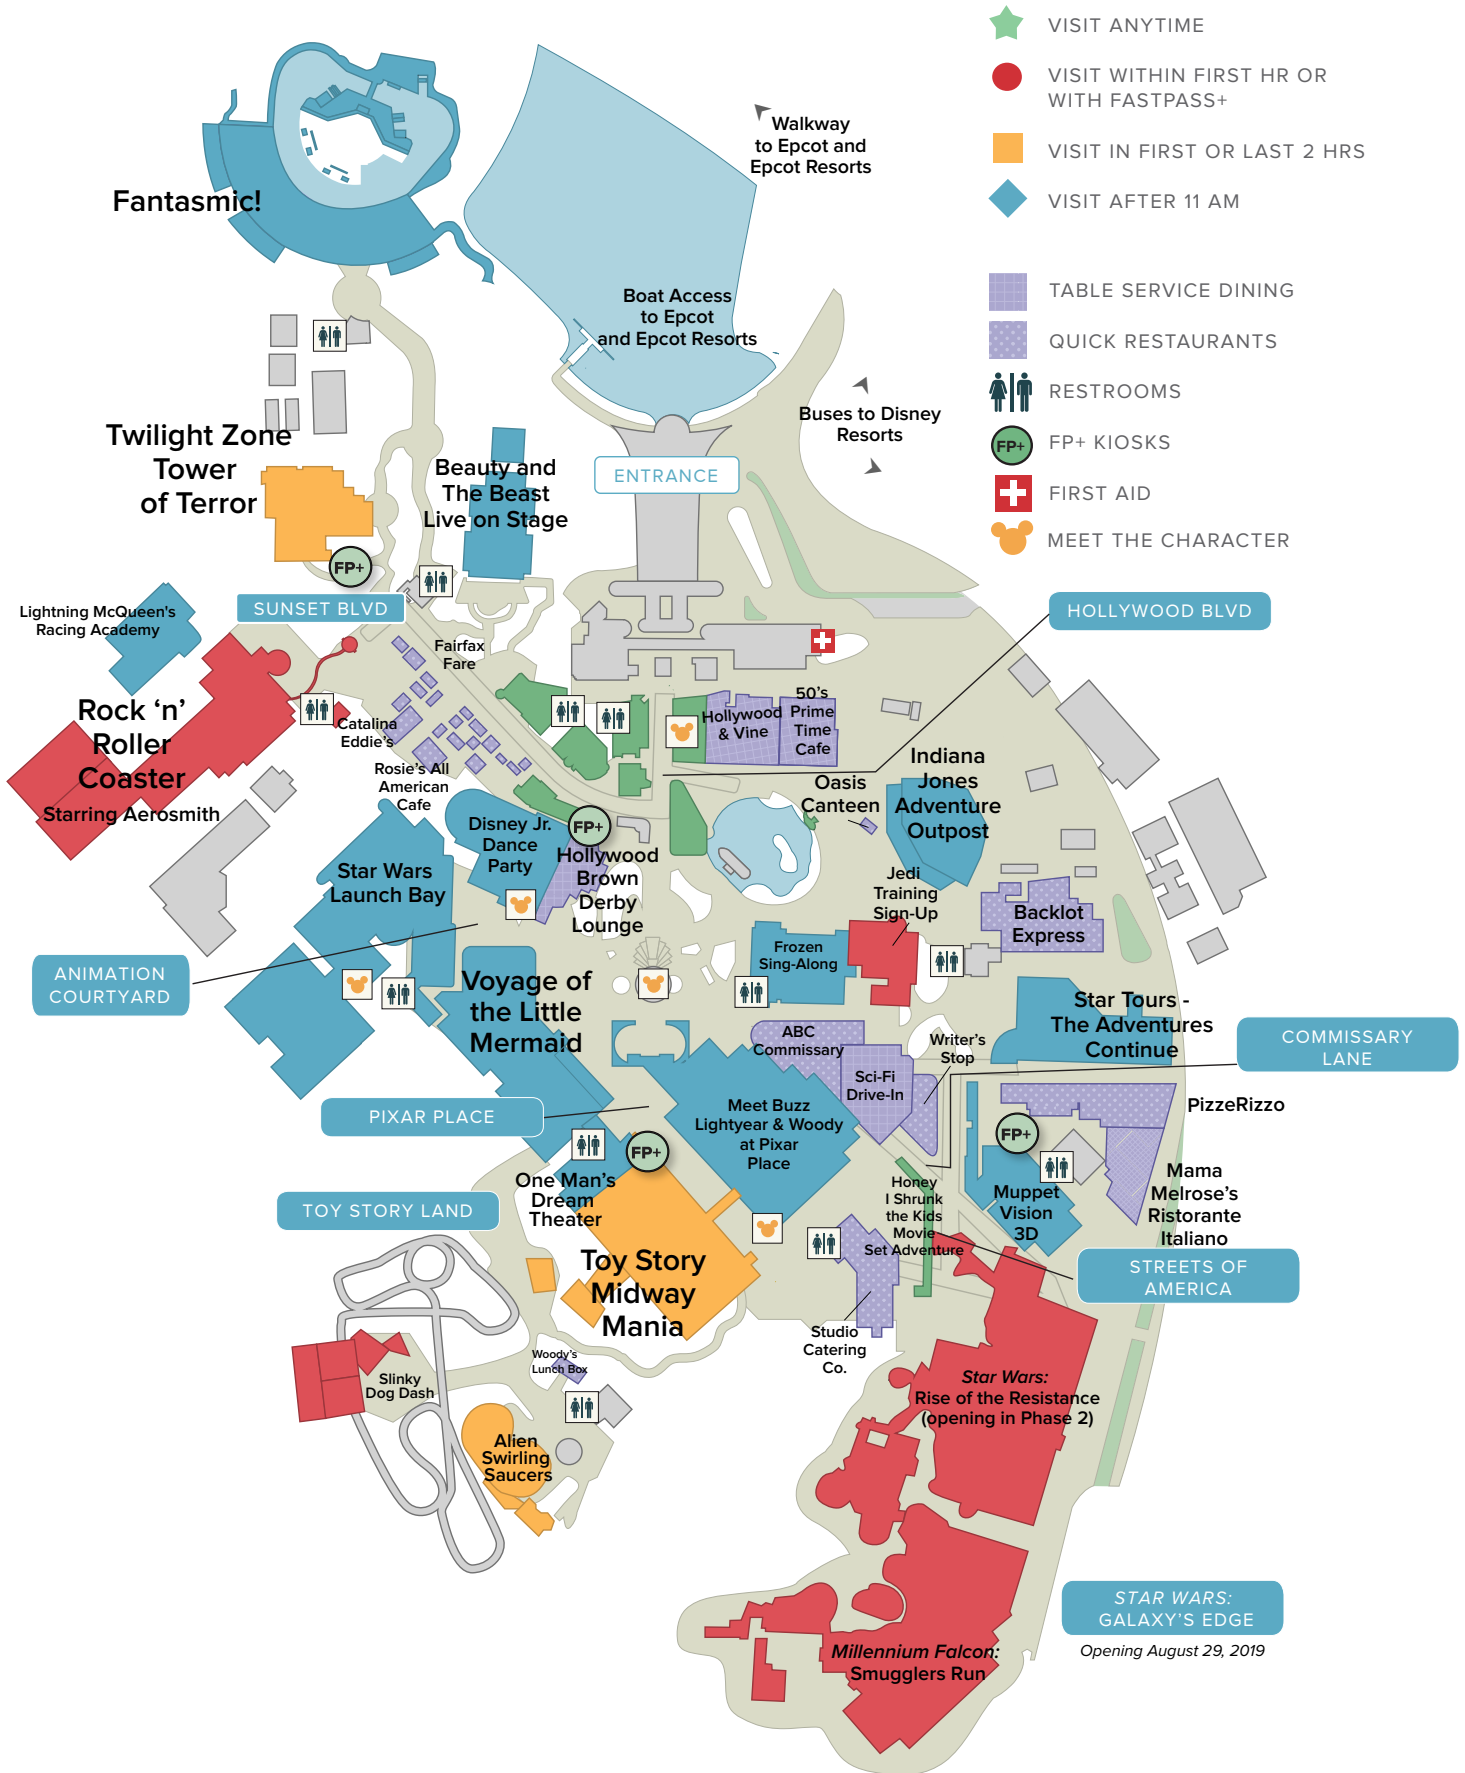 VISIT ANYTIME
VISIT WITHIN FIRST HR OR
WITH FASTPASS+
VISIT IN FIRST OR LAST 2 HRS
VISIT AFTER 11 AM
TABLE SERVICE DINING
QUICK RESTAURANTS
RESTROOMS
FP+
FP+ KIOSKS
FIRST AID
MEET THE CHARACTER
Walkway
to Epcot and
Epcot Resorts
Fantasmic!
Boat Access
to Epcot
and Epcot Resorts
Buses to Disney
Resorts
Twilight Zone
Tower
of Terror
ENTRANCE
Beauty and
The Beast
Live on Stage
FP+
SUNSET BLVD
HOLLYWOOD BLVD
Lightning McQueen's
Racing Academy
Fairfax
Fare
Rock ‘n’
Roller
Coaster
Starring Aerosmith
Catalina
Eddie's
Rosie's All
American
Cafe
Hollywood
& Vine
50's
Prime
Time
Cafe
Oasis
Canteen
Indiana
Jones
Adventure
Outpost
Disney Jr.
Dance
Party
FP+
Hollywood
Brown
Derby
Lounge
Star Wars
Launch Bay
Jedi
Training
Sign-Up
Backlot
Express
Frozen
Sing-Along
ANIMATION
COURTYARD
Voyage of
the Little
Mermaid
Star Tours -
The Adventures
Continue
COMMISSARY
LANE
ABC
Commissary
Writer's
Stop
Sci-Fi
Drive-In
PIXAR PLACE
Meet Buzz
Lightyear & Woody
at Pixar
Place
PizzeRizzo
FP+
FP+
One Man’s
Dream
Theater
Honey
I Shrunk
the Kids
Movie
Set Adventure
Muppet
Vision
3D
Mama
Melrose’s
Ristorante
Italiano
TOY STORY LAND
Toy Story
Midway
Mania
STREETS OF
AMERICA
Studio
Catering
Co.
Woody's
Lunch Box
Slinky
Dog Dash
Star Wars:
Rise of the Resistance
(opening in Phase 2)
Alien
Swirling
Saucers
STAR WARS:
GALAXY’S EDGE
Opening August 29, 2019
Millennium Falcon:
Smugglers Run